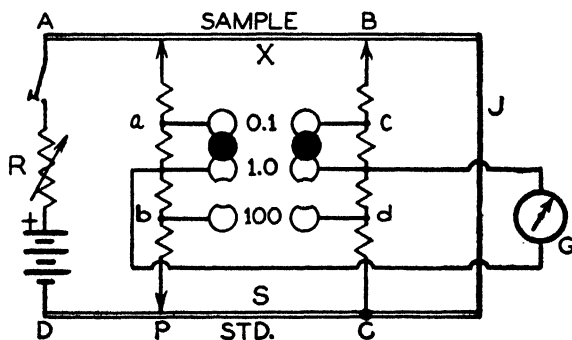 A SAMPLE B
X
J
a 0.1 c
R
1.0
+
b 100 d
G
S
D P STD. C